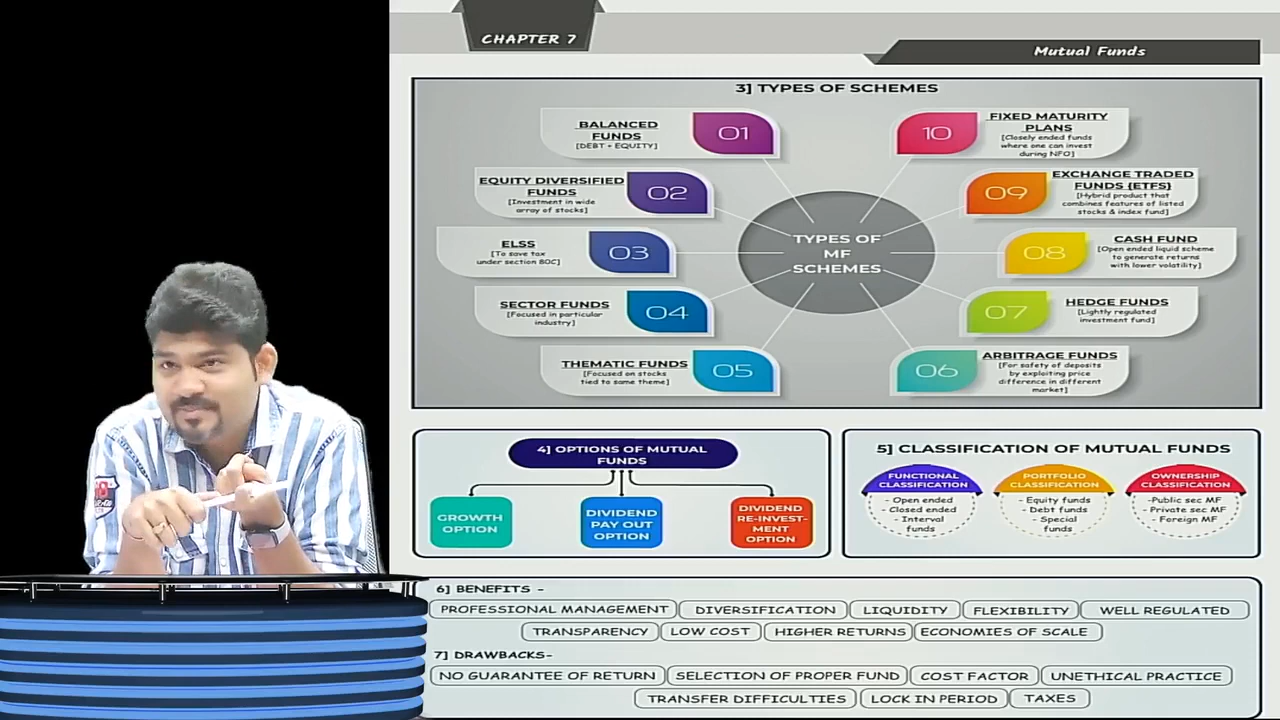 CHAPTER 7
Mutual Funds
3] TYPES OF SCHEMES
BALANCED
FUNDS
[DEBT + EQUITY]
01
EQUITY DIVERSIFIED
FUNDS
[Investment in wide
array of stocks]
02
ELSS
[To save tax
under section 80C]
03
SECTOR FUNDS
[Focused in particular
industry]
04
THEMATIC FUNDS
[Focused on stocks
tied to same theme]
05
TYPES OF
MF
SCHEMES
10
FIXED MATURITY
PLANS
[Closely ended funds
where one can invest
during NFO]
09
EXCHANGE TRADED
FUNDS {ETFS}
[Hybrid product that
combines features of listed
stocks & index fund]
08
CASH FUND
[Open ended liquid scheme
to generate returns
with lower volatility]
07
HEDGE FUNDS
[Lightly regulated
investment fund]
06
ARBITRAGE FUNDS
[For safety of deposits
by exploiting price
difference in different
market]
4] OPTIONS OF MUTUAL
FUNDS
GROWTH
OPTION
DIVIDEND
PAY OUT
OPTION
DIVIDEND
RE-INVEST-
MENT
OPTION
5] CLASSIFICATION OF MUTUAL FUNDS
FUNCTIONAL
CLASSIFICATION
- Open ended
- Closed ended
- Interval
funds
PORTFOLIO
CLASSIFICATION
- Equity funds
- Debt funds
- Special
funds
OWNERSHIP
CLASSIFICATION
-Public sec MF
- Private sec MF
- Foreign MF
6] BENEFITS -
PROFESSIONAL MANAGEMENT DIVERSIFICATION LIQUIDITY FLEXIBILITY WELL REGULATED
TRANSPARENCY LOW COST HIGHER RETURNS ECONOMIES OF SCALE
7] DRAWBACKS-
NO GUARANTEE OF RETURN SELECTION OF PROPER FUND COST FACTOR UNETHICAL PRACTICE
TRANSFER DIFFICULTIES LOCK IN PERIOD TAXES